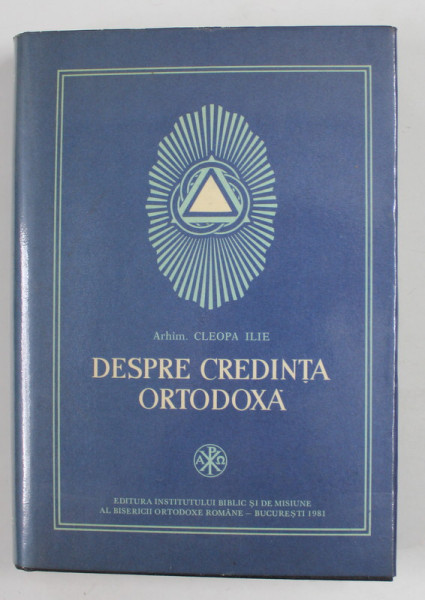 Arhim. CLEOPA ILIE
DESPRE CREDINȚA
ORTODOXĂ
Α Ρ Ω
EDITURA INSTITUTULUI BIBLIC ȘI DE MISIUNE
AL BISERICII ORTODOXE ROMÂNE – BUCUREȘTI 1981